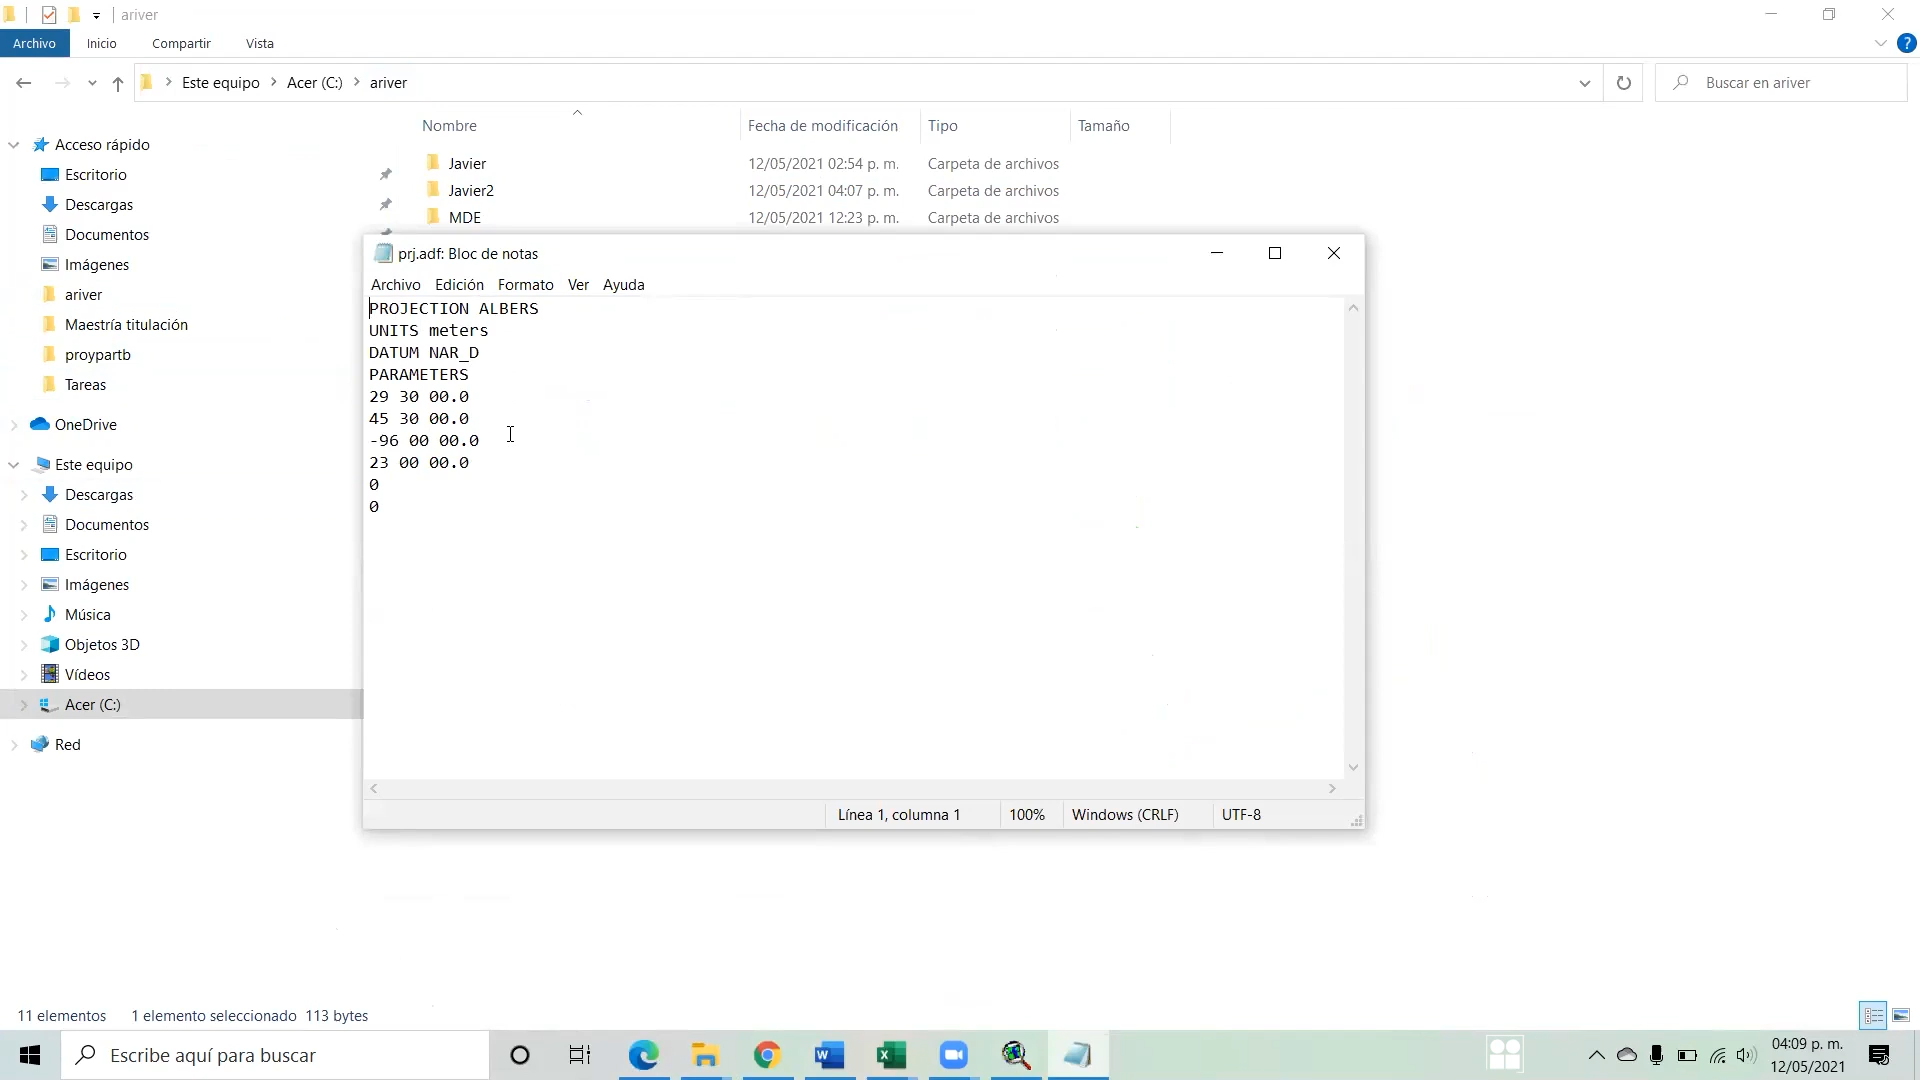 ariver
Archivo Inicio Compartir Vista
Este equipo Acer (C:) ariver
Buscar en ariver
Nombre Fecha de modificación Tipo Tamaño
Javier 12/05/2021 02:54 p. m. Carpeta de archivos
Javier2 12/05/2021 04:07 p. m. Carpeta de archivos
MDE 12/05/2021 12:23 p. m. Carpeta de archivos
Acceso rápido
Escritorio
Descargas
Documentos
Imágenes
ariver
Maestría titulación
proypartb
Tareas
OneDrive
Este equipo
Descargas
Documentos
Escritorio
Imágenes
Música
Objetos 3D
Vídeos
Acer (C:)
Red
prj.adf: Bloc de notas
Archivo Edición Formato Ver Ayuda
PROJECTION ALBERS
UNITS meters
DATUM NAR_D
PARAMETERS
29 30 00.0
45 30 00.0
-96 00 00.0
23 00 00.0
0
0
Línea 1, columna 1 100% Windows (CRLF) UTF-8
11 elementos 1 elemento seleccionado 113 bytes
Escribe aquí para buscar
04:09 p. m.
12/05/2021